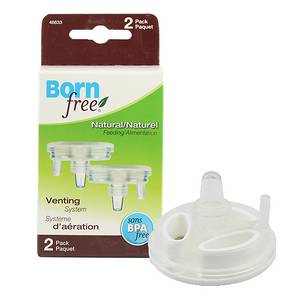 46633
2 Pack
Paquet
Born
free
Natural/Naturel
Feeding/Alimentation
Venting
System
Système
d'aération
sans
BPA
free
2 Pack
Paquet